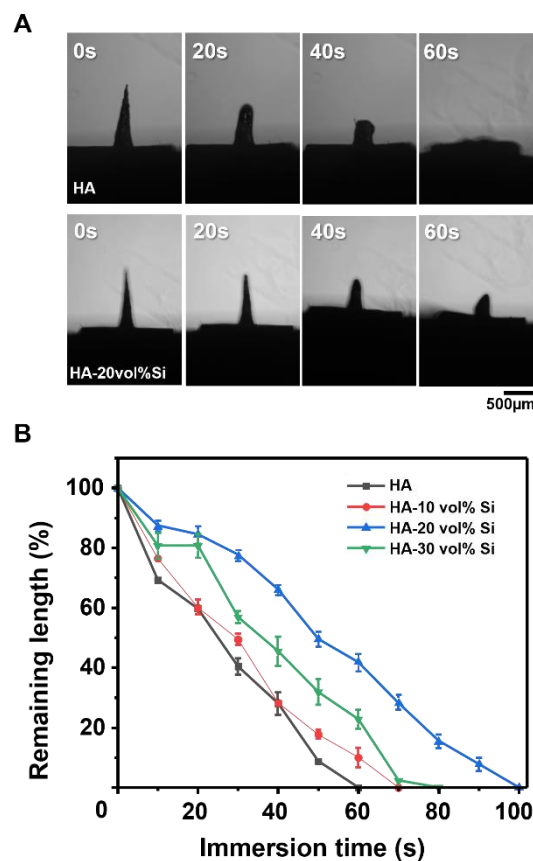 A
0s 20s 40s 60s
HA
0s 20s 40s 60s
HA-20vol%Si
500μm
B
HA
HA-10 vol% Si
HA-20 vol% Si
HA-30 vol% Si
100
80
60
40
20
0 20 40 60 80 100
Remaining length (%)
Immersion time (s)